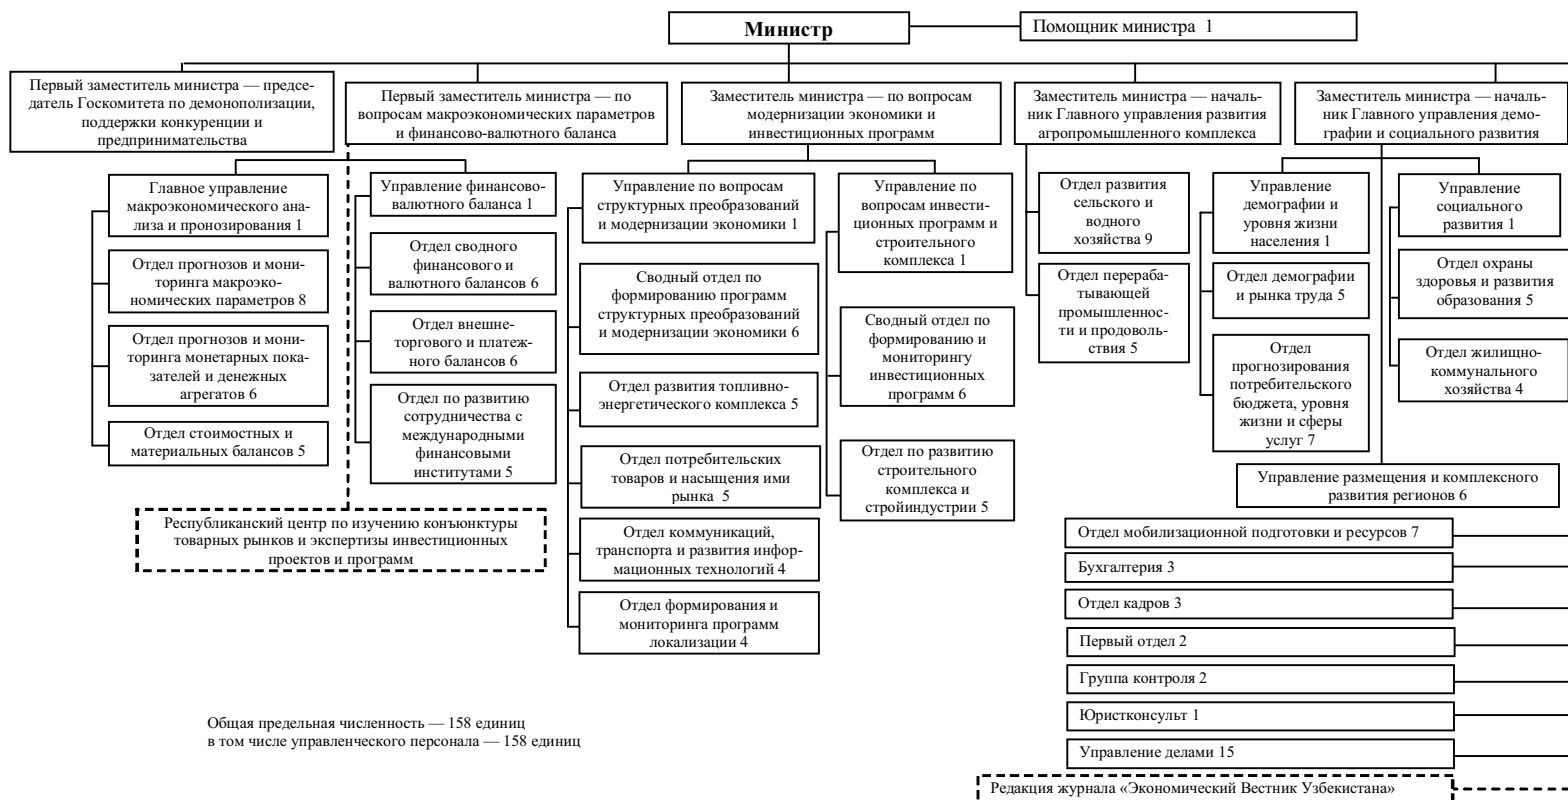 Министр
Помощник министра 1
Первый заместитель министра — предсе-
датель Госкомитета по демонополизации,
поддержки конкуренции и
предпринимательства
Первый заместитель министра — по
вопросам макроэкономических параметров
и финансово-валютного баланса
Заместитель министра — по вопросам
модернизации экономики и
инвестиционных программ
Заместитель министра — началь-
ник Главного управления развития
агропромышленного комплекса
Заместитель министра — началь-
ник Главного управления демо-
графии и социального развития
Главное управление
макроэкономического ана-
лиза и пронозирования 1
Отдел прогнозов и мони-
торинга макроэко-
номических параметров 8
Отдел прогнозов и мони-
торинга монетарных пока-
зателей и денежных
агрегатов 6
Отдел стоимостных и
материальных балансов 5
Управление финансово-
валютного баланса 1
Отдел сводного
финансового и
валютного балансов 6
Отдел внешне-
торгового и платеж-
ного балансов 6
Отдел по развитию
сотрудничества с
международными
финансовыми
институтами 5
Республиканский центр по изучению конъюнктуры
товарных рынков и экспертизы инвестиционных
проектов и программ
Управление по вопросам
структурных преобразований
и модернизации экономики 1
Сводный отдел по
формированию программ
структурных преобразований
и модернизации экономики 6
Отдел развития топливно-
энергетического комплекса 5
Отдел потребительских
товаров и насыщения ими
рынка 5
Отдел коммуникаций,
транспорта и развития инфор-
мационных технологий 4
Отдел формирования и
мониторинга программ
локализации 4
Управление по
вопросам инвести-
ционных программ и
строительного
комплекса 1
Сводный отдел по
формированию и
мониторингу
инвестиционных
программ 6
Отдел по развитию
строительного
комплекса и
стройиндустрии 5
Отдел развития
сельского и
водного
хозяйства 9
Отдел перераба-
тывающей
промышленнос-
ти и продоволь-
ствия 5
Управление
демографии и
уровня жизни
населения 1
Отдел демографии
и рынка труда 5
Отдел
прогнозирования
потребительского
бюджета, уровня
жизни и сферы
услуг 7
Управление
социального
развития 1
Отдел охраны
здоровья и развития
образования 5
Отдел жилищно-
коммунального
хозяйства 4
Управление размещения и комплексного
развития регионов 6
Отдел мобилизационной подготовки и ресурсов 7
Бухгалтерия 3
Отдел кадров 3
Первый отдел 2
Группа контроля 2
Юристконсульт 1
Управление делами 15
Редакция журнала «Экономический Вестник Узбекистана»
Общая предельная численность — 158 единиц
в том числе управленческого персонала — 158 единиц